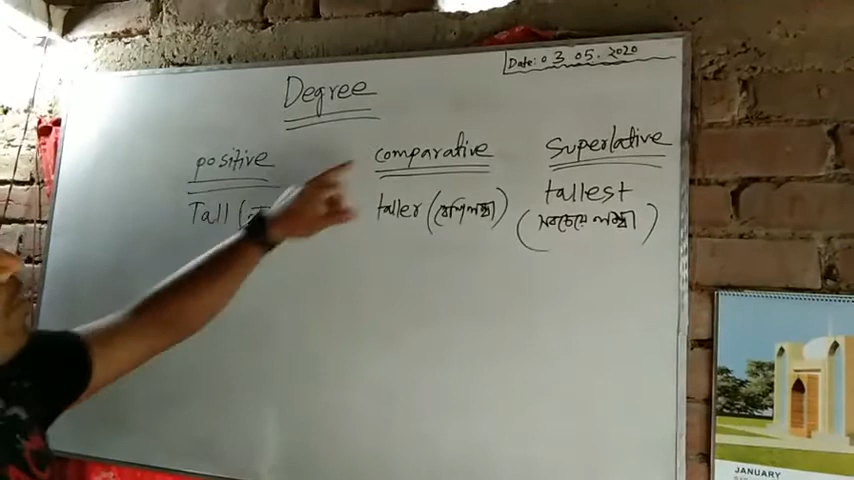 Date: 03.05.2020
Degree
positive comparative Superlative
Tall ( taller (বেশি লম্বা) tallest
(সবচেয়ে লম্বা)
JANUARY